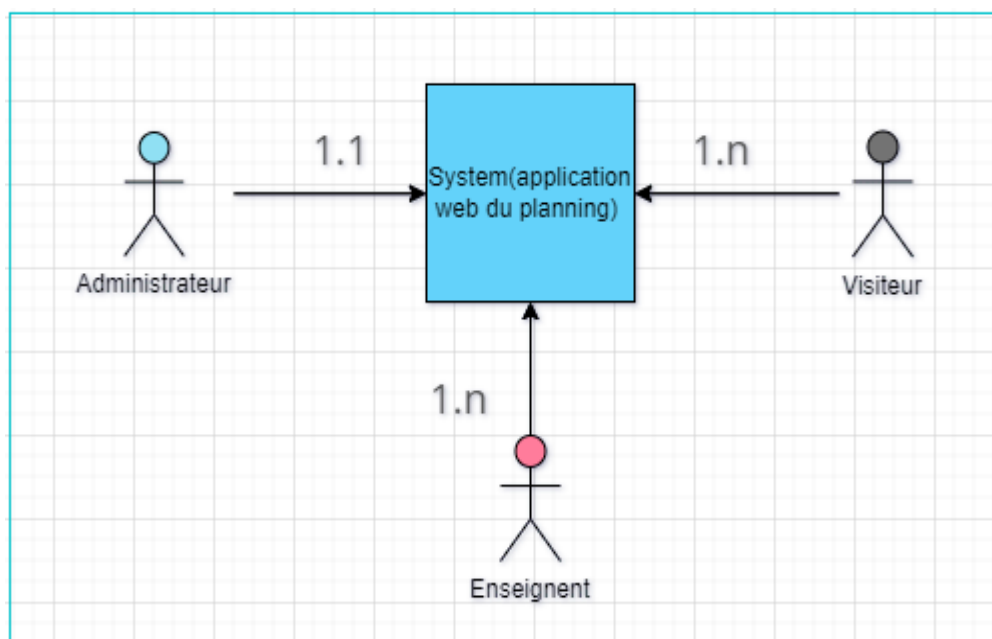 1.1
1.n
System(application
web du planning)
Administrateur
Visiteur
1.n
Enseignent